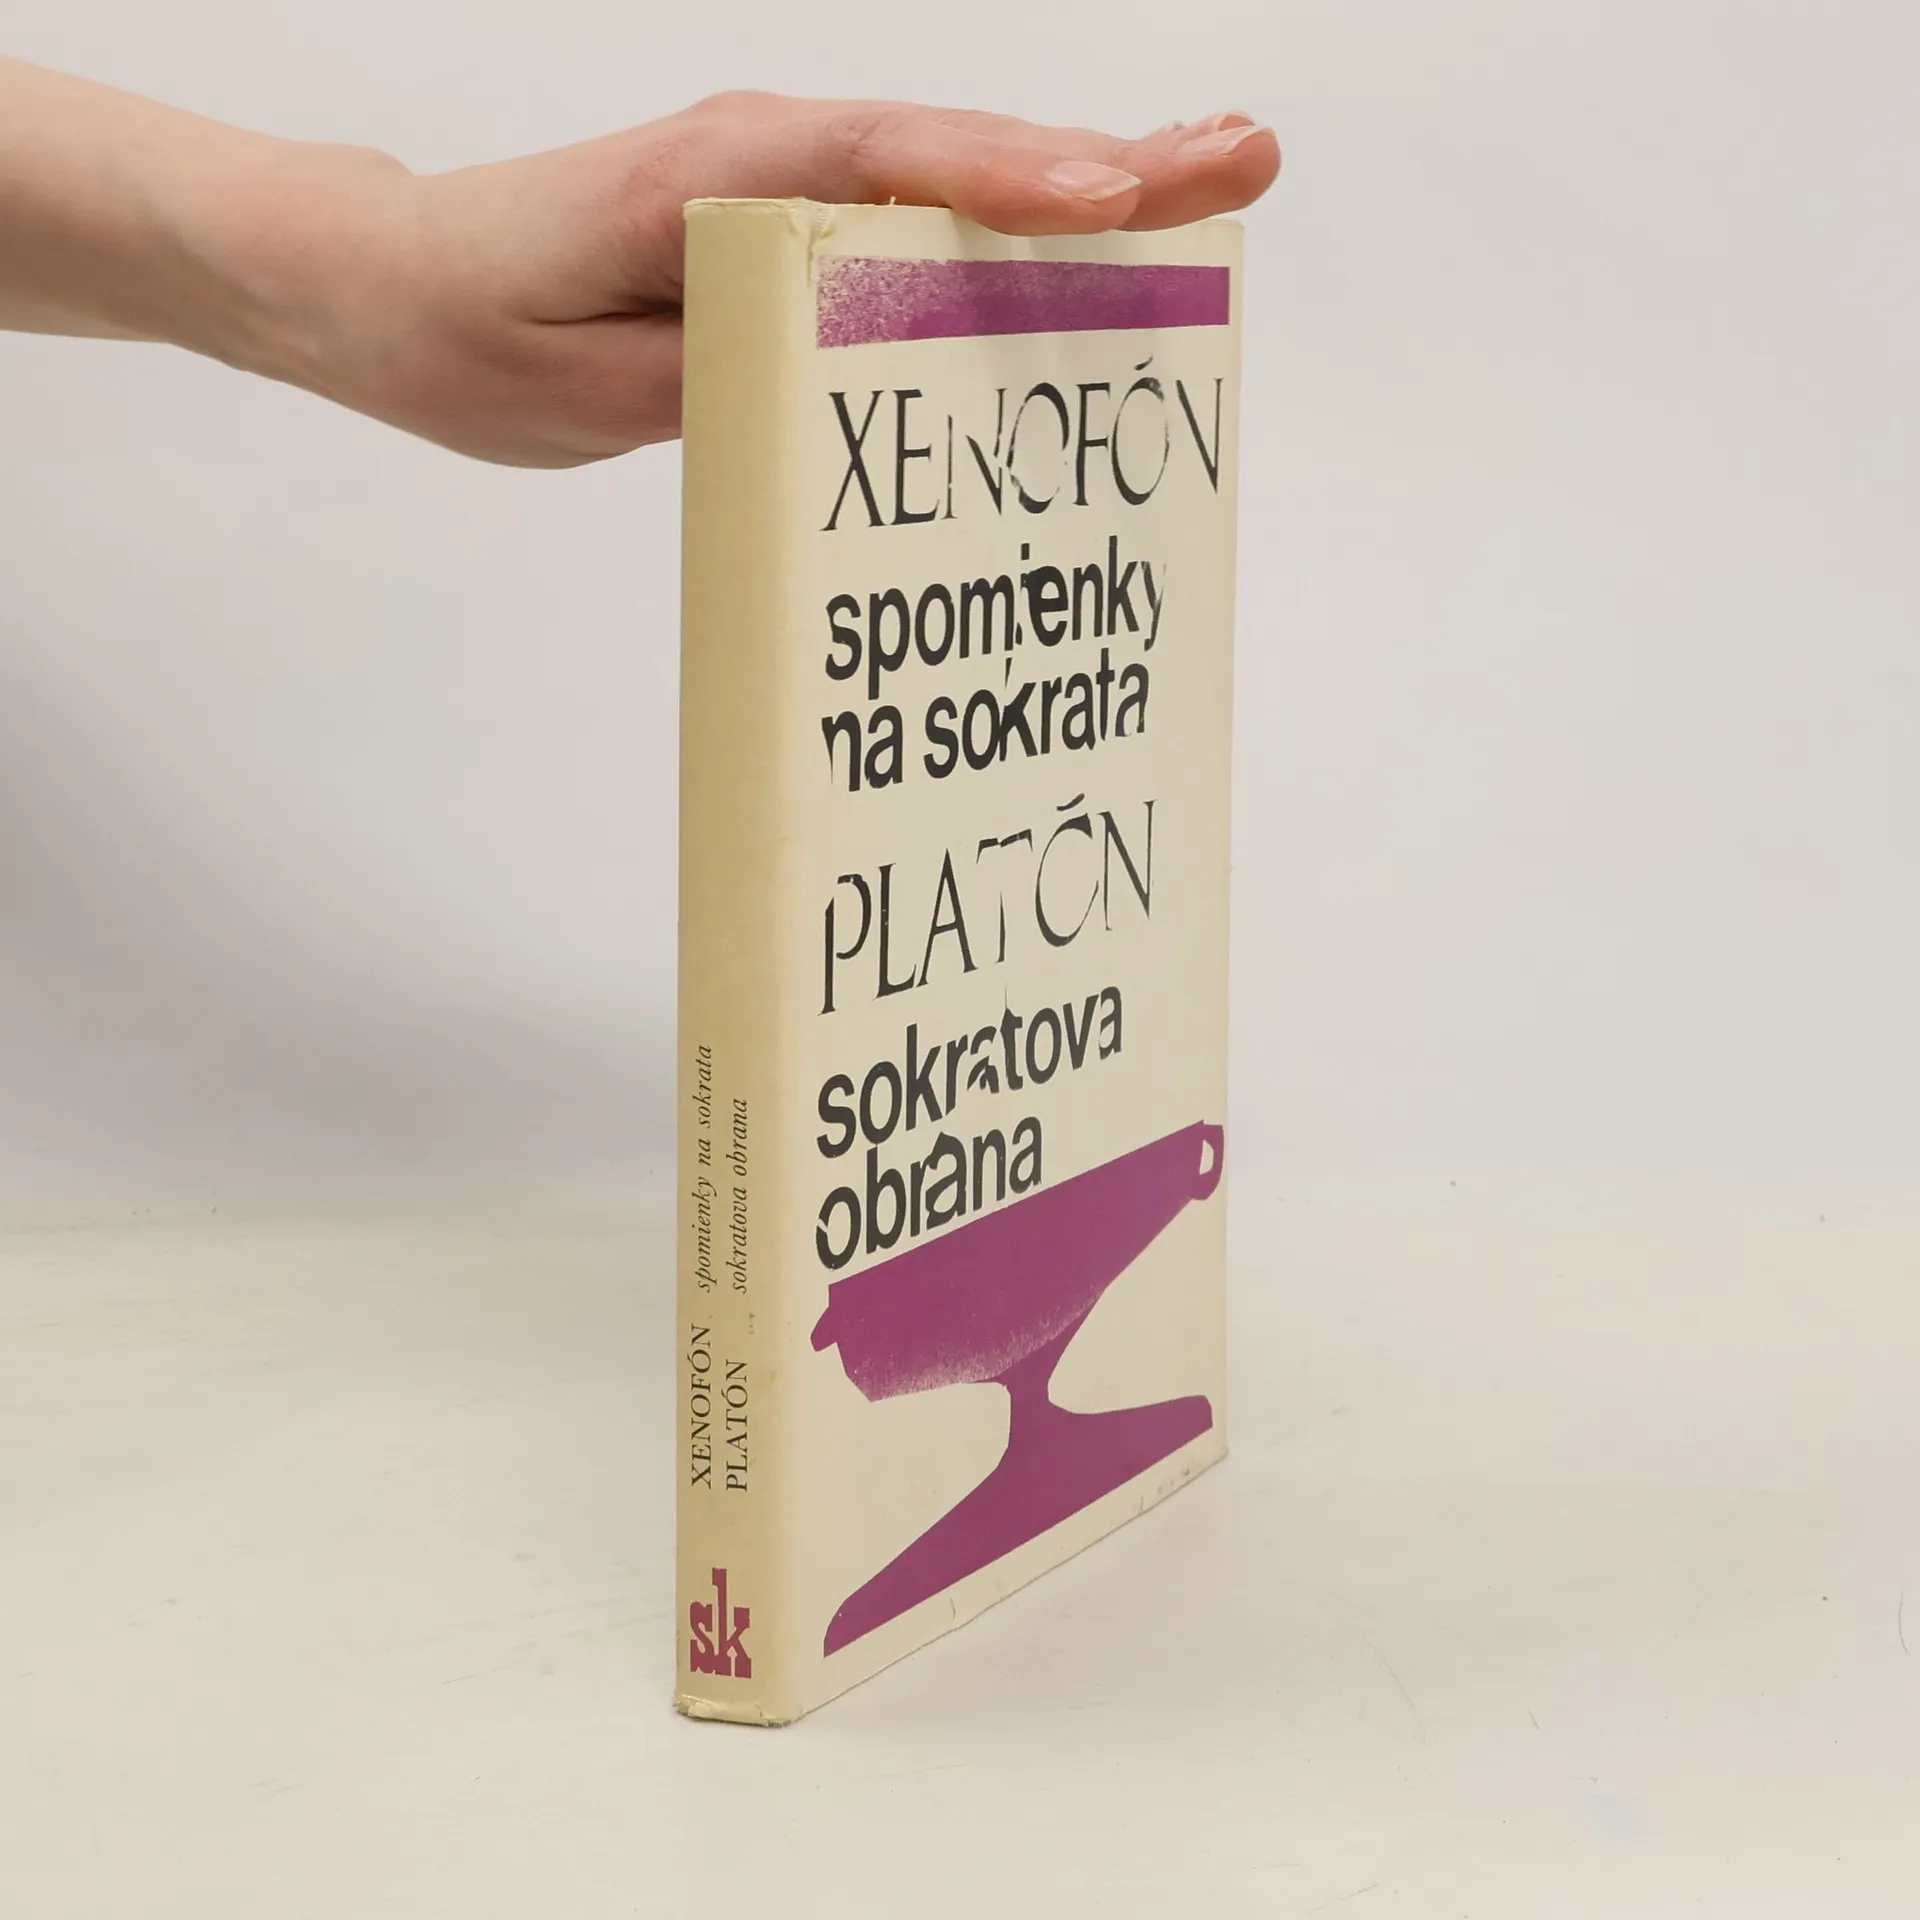 XENOFÓN
spomienky
na sokrata
PLATÓN
sokratova
obrana
XENOFÓN spomienky na sokrata
PLATÓN sokratova obrana
sk